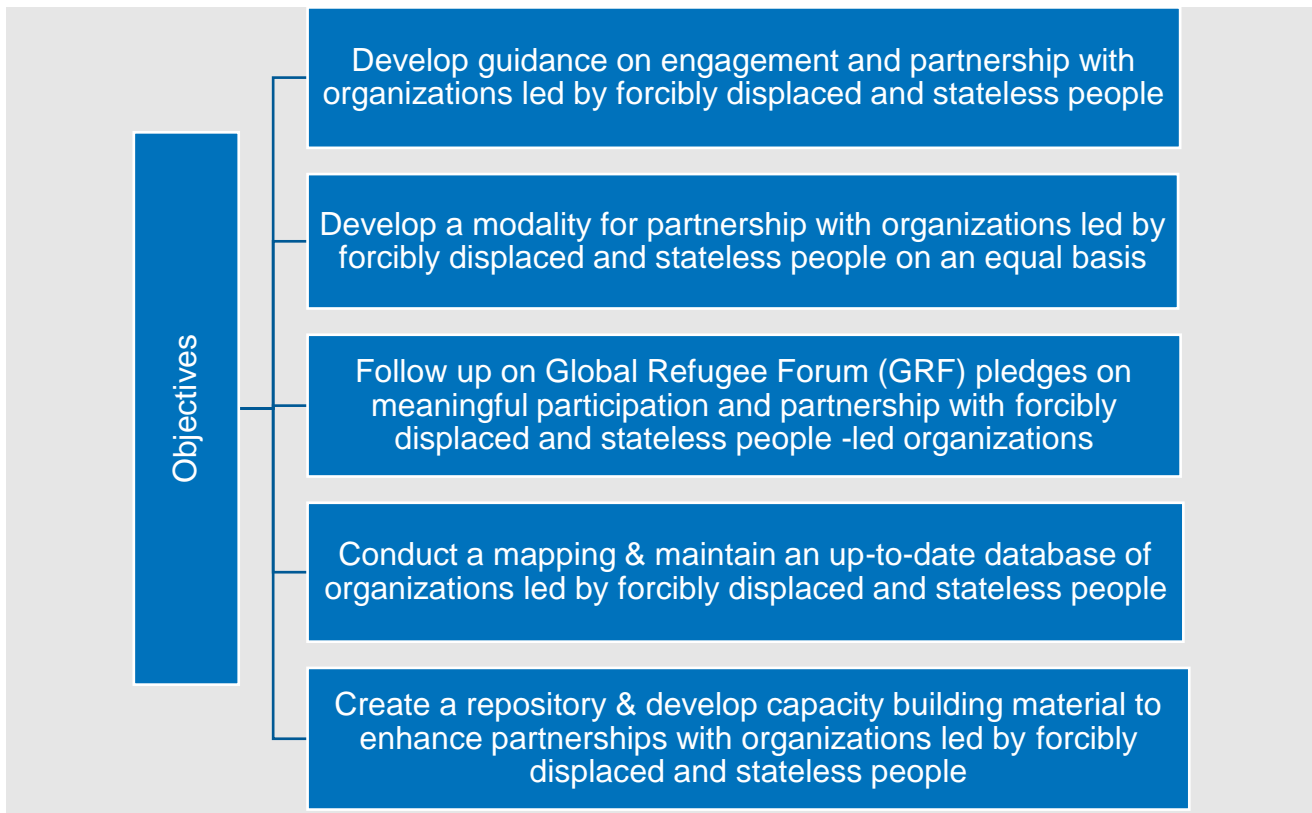 Objectives
Develop guidance on engagement and partnership with
organizations led by forcibly displaced and stateless people
Develop a modality for partnership with organizations led by
forcibly displaced and stateless people on an equal basis
Follow up on Global Refugee Forum (GRF) pledges on
meaningful participation and partnership with forcibly
displaced and stateless people -led organizations
Conduct a mapping & maintain an up-to-date database of
organizations led by forcibly displaced and stateless people
Create a repository & develop capacity building material to
enhance partnerships with organizations led by forcibly
displaced and stateless people